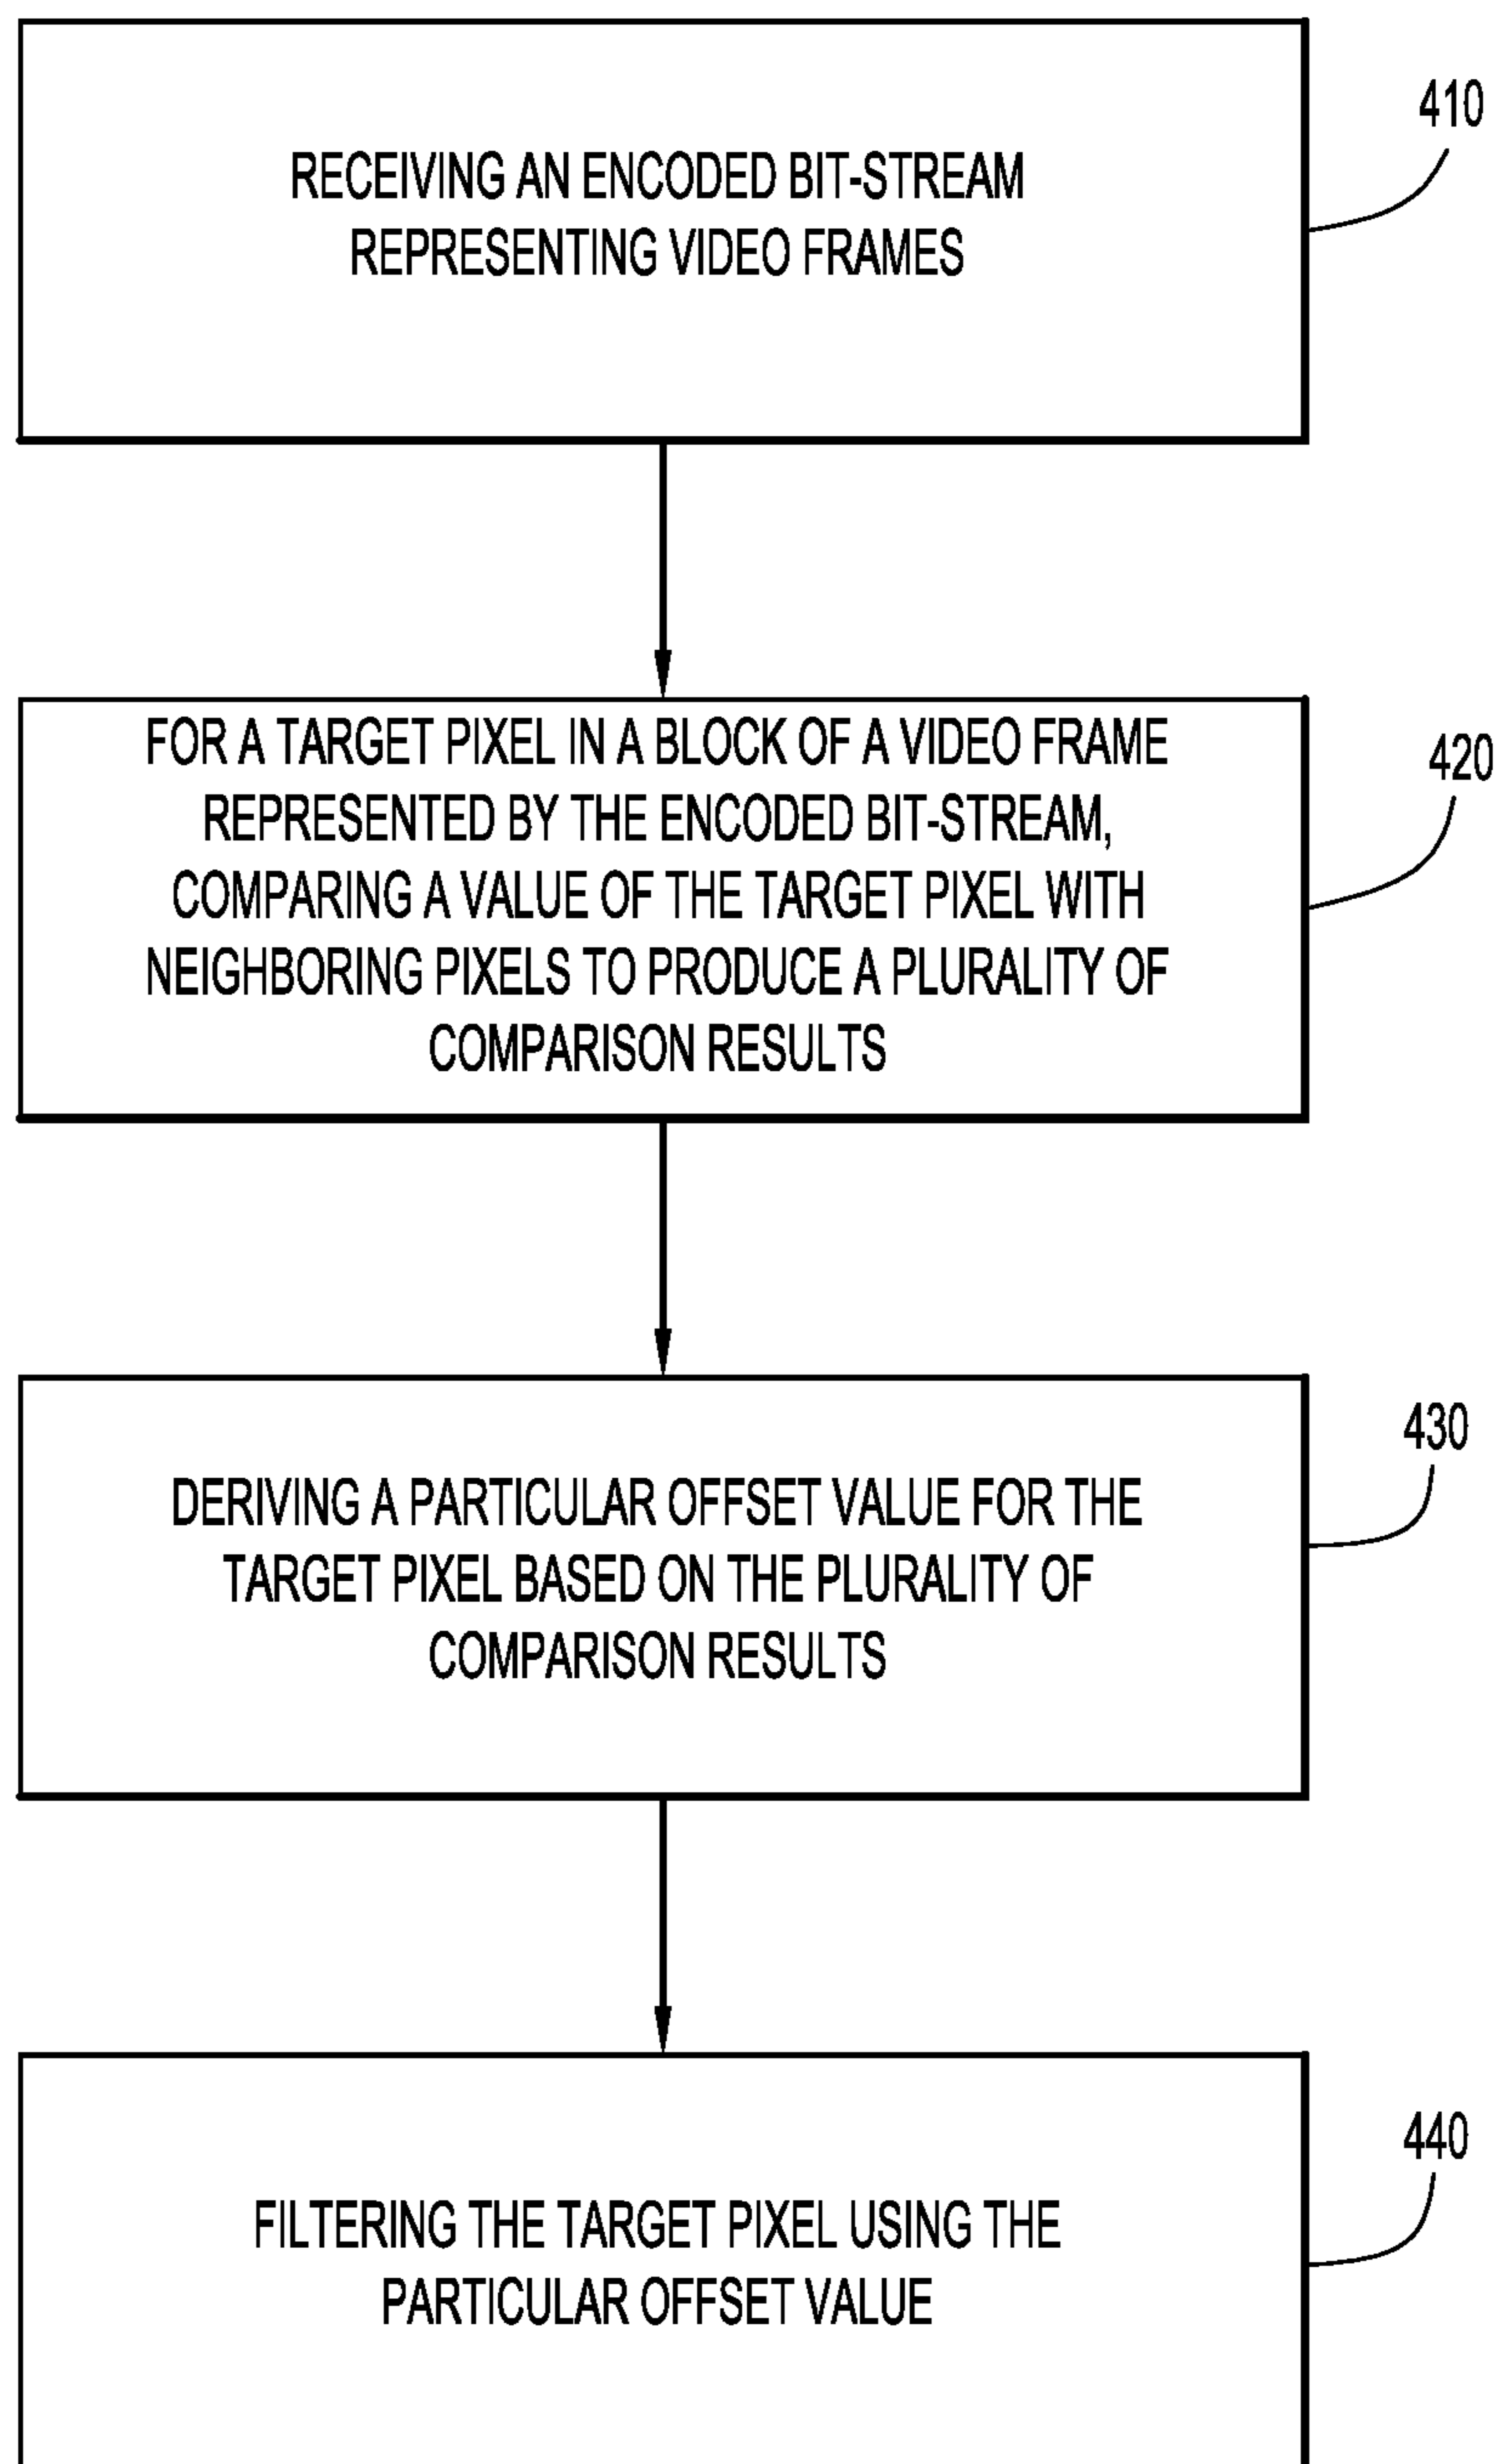 RECEIVING AN ENCODED BIT-STREAM
REPRESENTING VIDEO FRAMES
410
FOR A TARGET PIXEL IN A BLOCK OF A VIDEO FRAME
REPRESENTED BY THE ENCODED BIT-STREAM,
COMPARING A VALUE OF THE TARGET PIXEL WITH
NEIGHBORING PIXELS TO PRODUCE A PLURALITY OF
COMPARISON RESULTS
420
DERIVING A PARTICULAR OFFSET VALUE FOR THE
TARGET PIXEL BASED ON THE PLURALITY OF
COMPARISON RESULTS
430
FILTERING THE TARGET PIXEL USING THE
PARTICULAR OFFSET VALUE
440